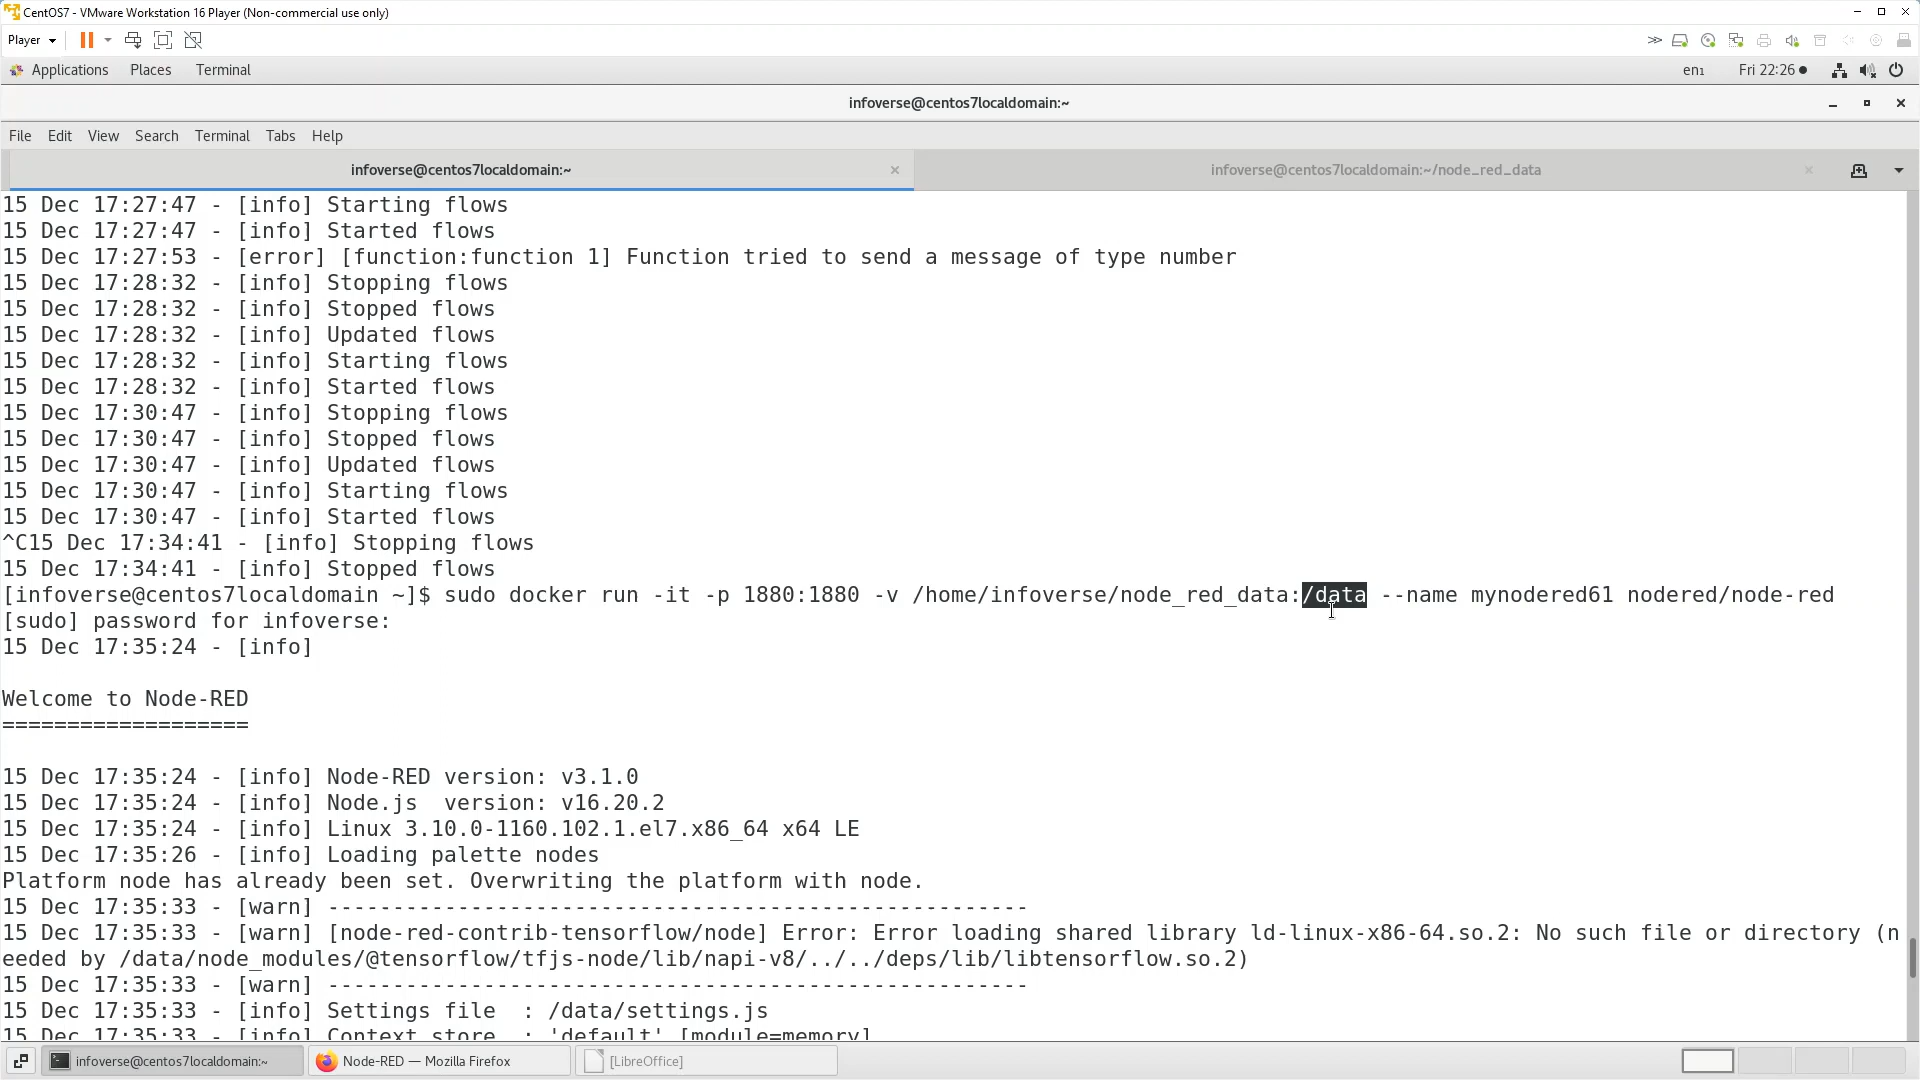 CentOS7 - VMware Workstation 16 Player (Non-commercial use only)
Player
Applications Places Terminal
en1 Fri 22:26
infoverse@centos7localdomain:~
File Edit View Search Terminal Tabs Help
infoverse@centos7localdomain:~
infoverse@centos7localdomain:~/node_red_data
15 Dec 17:27:47 - [info] Starting flows
15 Dec 17:27:47 - [info] Started flows
15 Dec 17:27:53 - [error] [function:function 1] Function tried to send a message of type number
15 Dec 17:28:32 - [info] Stopping flows
15 Dec 17:28:32 - [info] Stopped flows
15 Dec 17:28:32 - [info] Updated flows
15 Dec 17:28:32 - [info] Starting flows
15 Dec 17:28:32 - [info] Started flows
15 Dec 17:30:47 - [info] Stopping flows
15 Dec 17:30:47 - [info] Stopped flows
15 Dec 17:30:47 - [info] Updated flows
15 Dec 17:30:47 - [info] Starting flows
15 Dec 17:30:47 - [info] Started flows
^C15 Dec 17:34:41 - [info] Stopping flows
15 Dec 17:34:41 - [info] Stopped flows
[infoverse@centos7localdomain ~]$ sudo docker run -it -p 1880:1880 -v /home/infoverse/node_red_data:/data --name mynodered61 nodered/node-red
[sudo] password for infoverse:
15 Dec 17:35:24 - [info]
Welcome to Node-RED
===================
15 Dec 17:35:24 - [info] Node-RED version: v3.1.0
15 Dec 17:35:24 - [info] Node.js  version: v16.20.2
15 Dec 17:35:24 - [info] Linux 3.10.0-1160.102.1.el7.x86_64 x64 LE
15 Dec 17:35:26 - [info] Loading palette nodes
Platform node has already been set. Overwriting the platform with node.
15 Dec 17:35:33 - [warn] ------------------------------------------------------
15 Dec 17:35:33 - [warn] [node-red-contrib-tensorflow/node] Error: Error loading shared library ld-linux-x86-64.so.2: No such file or directory (n
eeded by /data/node_modules/@tensorflow/tfjs-node/lib/napi-v8/../../deps/lib/libtensorflow.so.2)
15 Dec 17:35:33 - [warn] ------------------------------------------------------
15 Dec 17:35:33 - [info] Settings file  : /data/settings.js
15 Dec 17:35:33 - [info] Context store  : 'default' [module=memory]
infoverse@centos7localdomain:~
Node-RED — Mozilla Firefox
[LibreOffice]